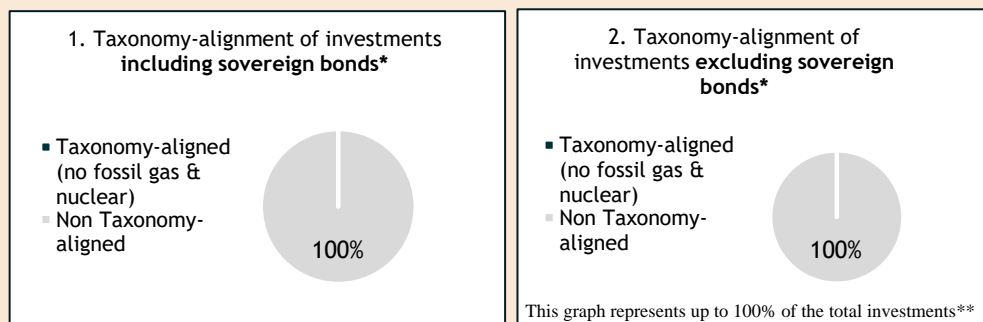 1. Taxonomy-alignment of investments
including sovereign bonds*
Taxonomy-aligned
(no fossil gas &
nuclear)
Non Taxonomy-
aligned
100%
2. Taxonomy-alignment of
investments excluding sovereign
bonds*
Taxonomy-aligned
(no fossil gas &
nuclear)
Non Taxonomy-
aligned
100%
This graph represents up to 100% of the total investments**